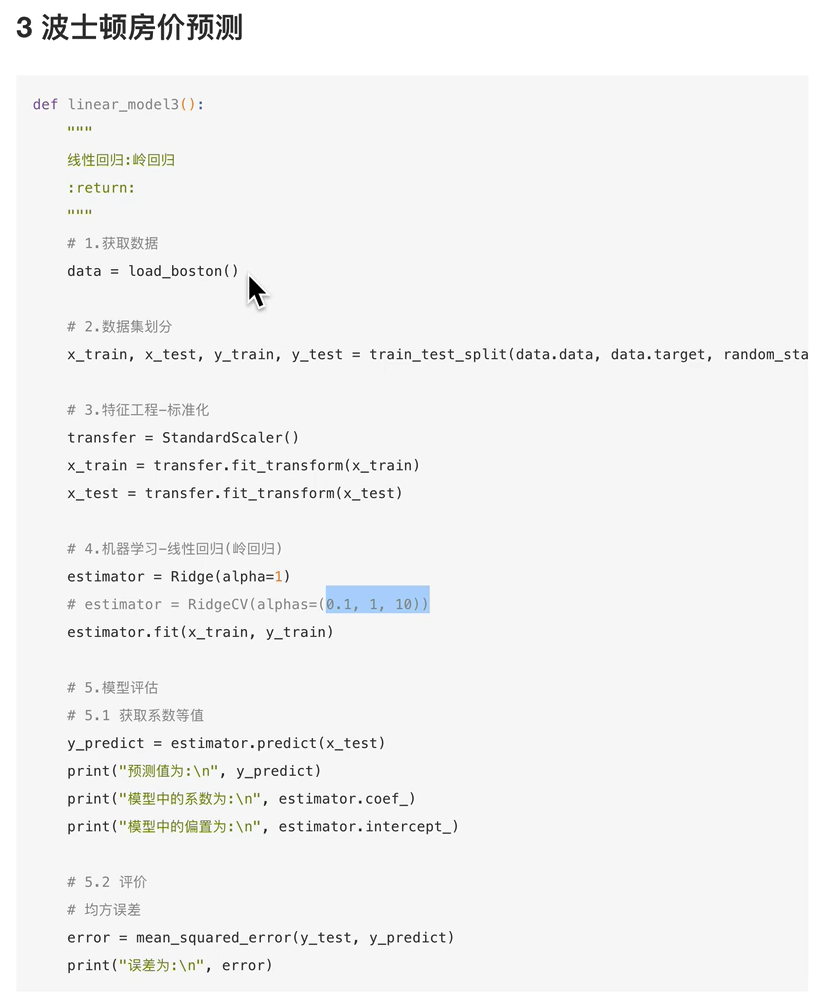 3 波士顿房价预测
def linear_model3():
    """
    线性回归:岭回归
    :return:
    """
    # 1.获取数据
    data = load_boston()
    # 2.数据集划分
    x_train, x_test, y_train, y_test = train_test_split(data.data, data.target, random_sta
    # 3.特征工程-标准化
    transfer = StandardScaler()
    x_train = transfer.fit_transform(x_train)
    x_test = transfer.fit_transform(x_test)
    # 4.机器学习-线性回归(岭回归)
    estimator = Ridge(alpha=1)
    # estimator = RidgeCV(alphas=(0.1, 1, 10))
    estimator.fit(x_train, y_train)
    # 5.模型评估
    # 5.1 获取系数等值
    y_predict = estimator.predict(x_test)
    print("预测值为:\n", y_predict)
    print("模型中的系数为:\n", estimator.coef_)
    print("模型中的偏置为:\n", estimator.intercept_)
    # 5.2 评价
    # 均方误差
    error = mean_squared_error(y_test, y_predict)
    print("误差为:\n", error)